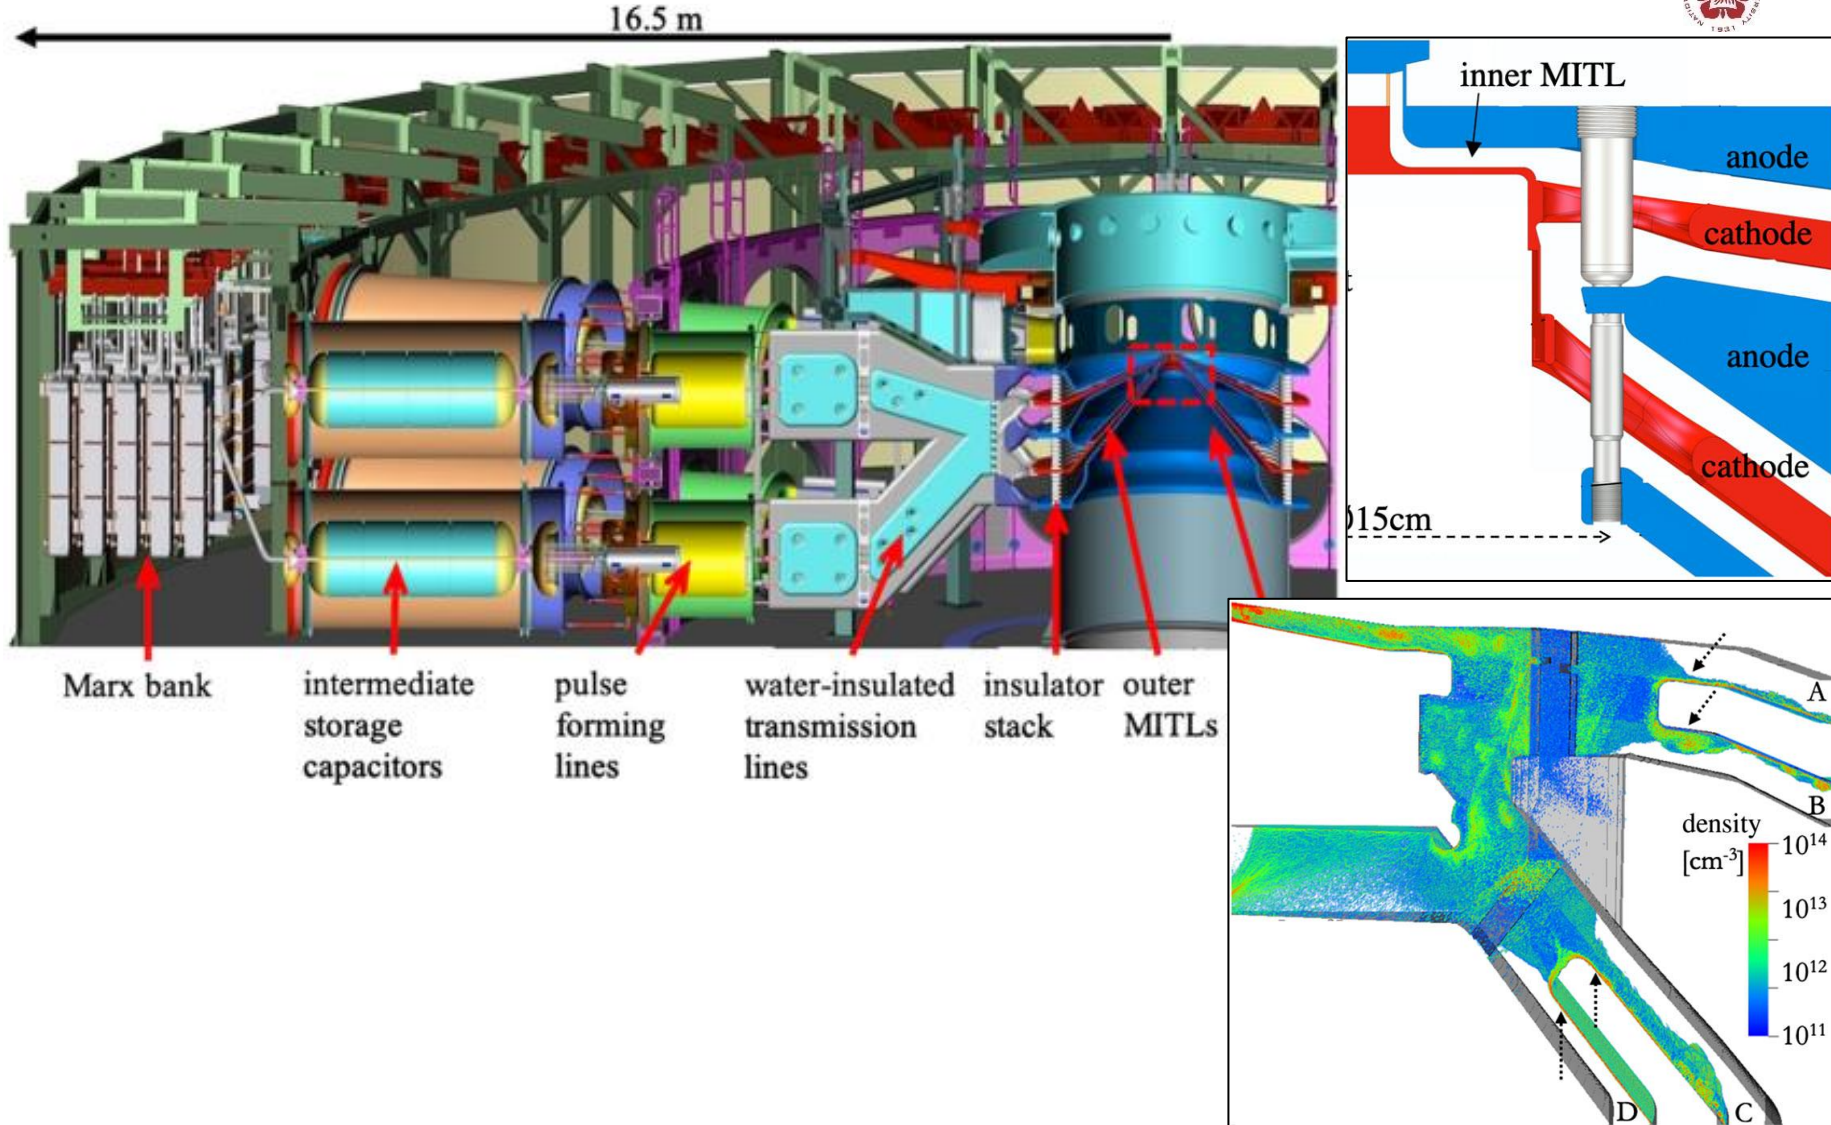 16.5 m
inner MITL
anode
cathode
anode
cathode
15cm
Marx bank
intermediate
storage
capacitors
pulse
forming
lines
water-insulated
transmission
lines
insulator
stack
outer
MITLs
A
B
density
[cm-3]
10¹⁴
10¹³
10¹²
10¹¹
D
C